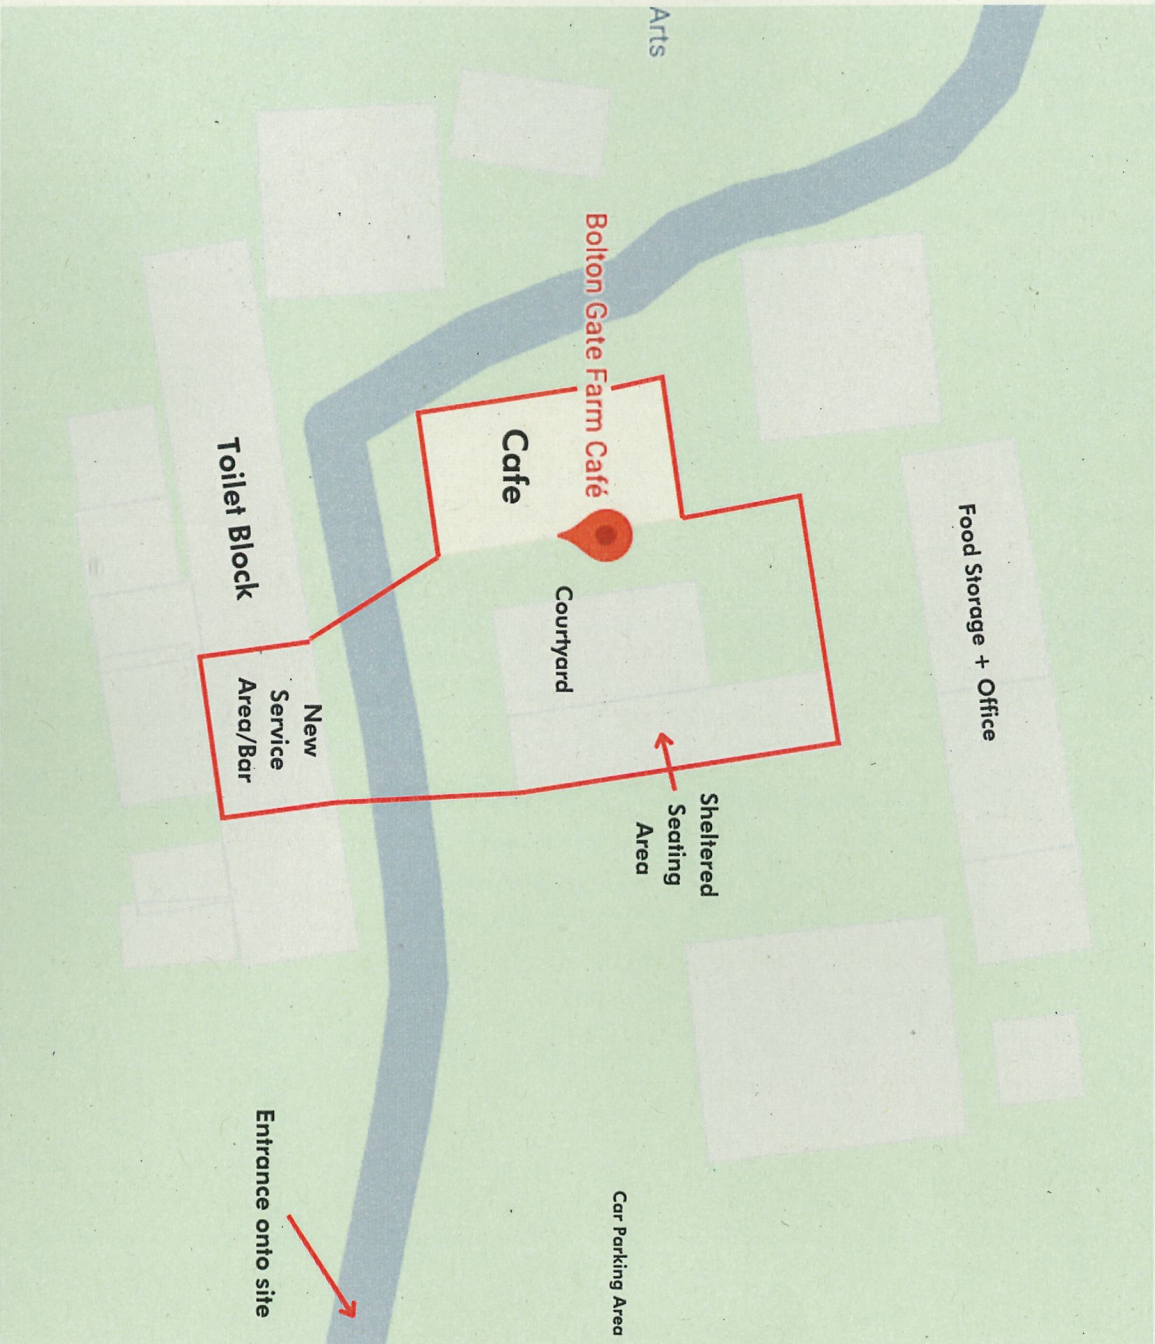 Arts
Bolton Gate Farm Café
Cafe
Courtyard
Food Storage + Office
Sheltered
Seating
Area
Toilet Block
New
Service
Area/Bar
Car Parking Area
Entrance onto site